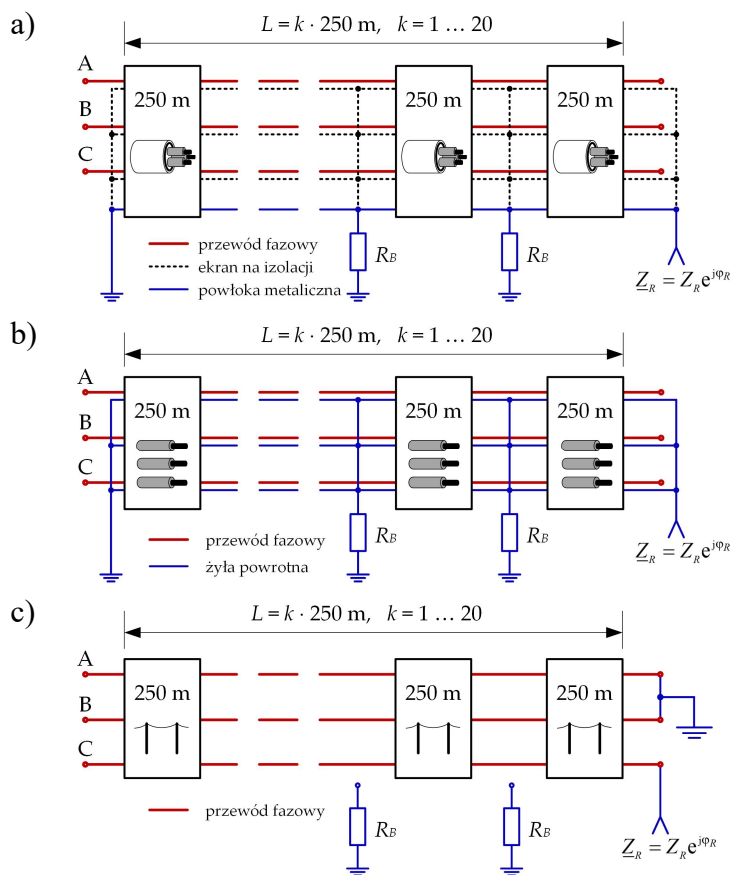 a)
L = k · 250 m, k = 1 … 20
A
B
C
250 m
250 m
250 m
przewód fazowy
ekran na izolacji
powłoka metaliczna
R_B
R_B
Z_R = Z_R e^{jφ_R}
b)
L = k · 250 m, k = 1 … 20
A
B
C
250 m
250 m
250 m
przewód fazowy
żyła powrotna
R_B
R_B
Z_R = Z_R e^{jφ_R}
c)
L = k · 250 m, k = 1 … 20
A
B
C
250 m
250 m
250 m
przewód fazowy
R_B
R_B
Z_R = Z_R e^{jφ_R}